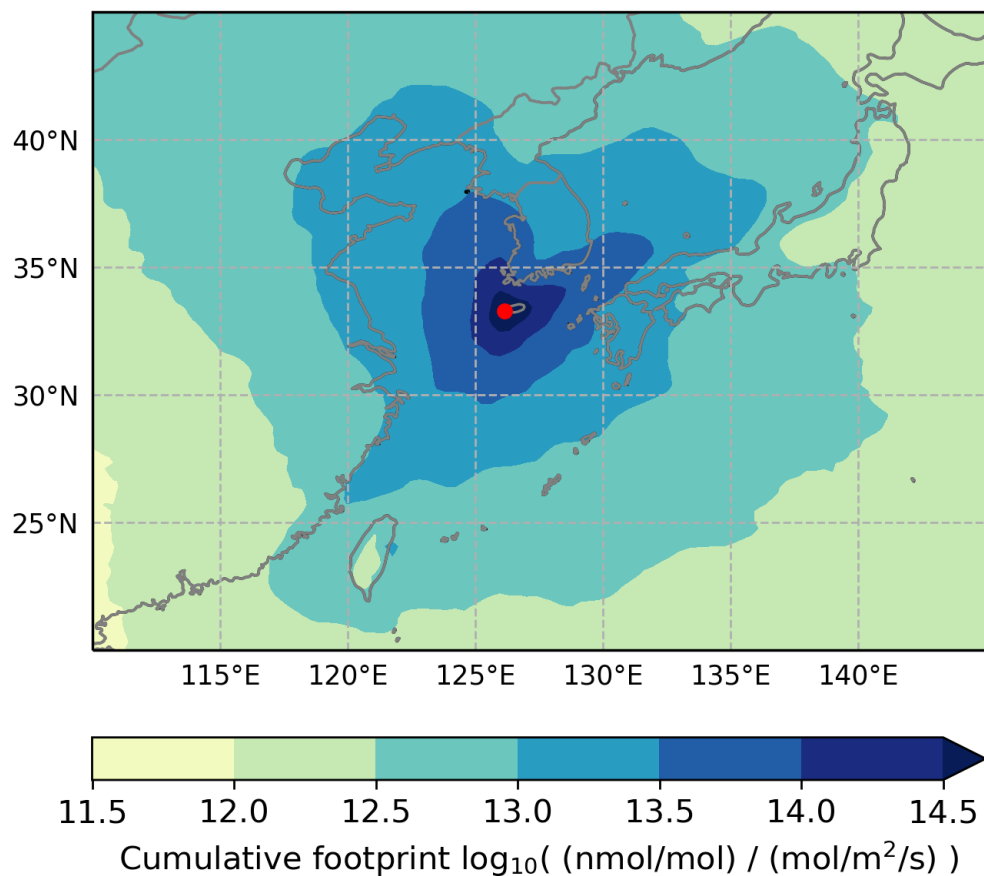 40°N
35°N
30°N
25°N
115°E 120°E 125°E 130°E 135°E 140°E
11.5 12.0 12.5 13.0 13.5 14.0 14.5
Cumulative footprint log₁₀( (nmol/mol) / (mol/m²/s) )